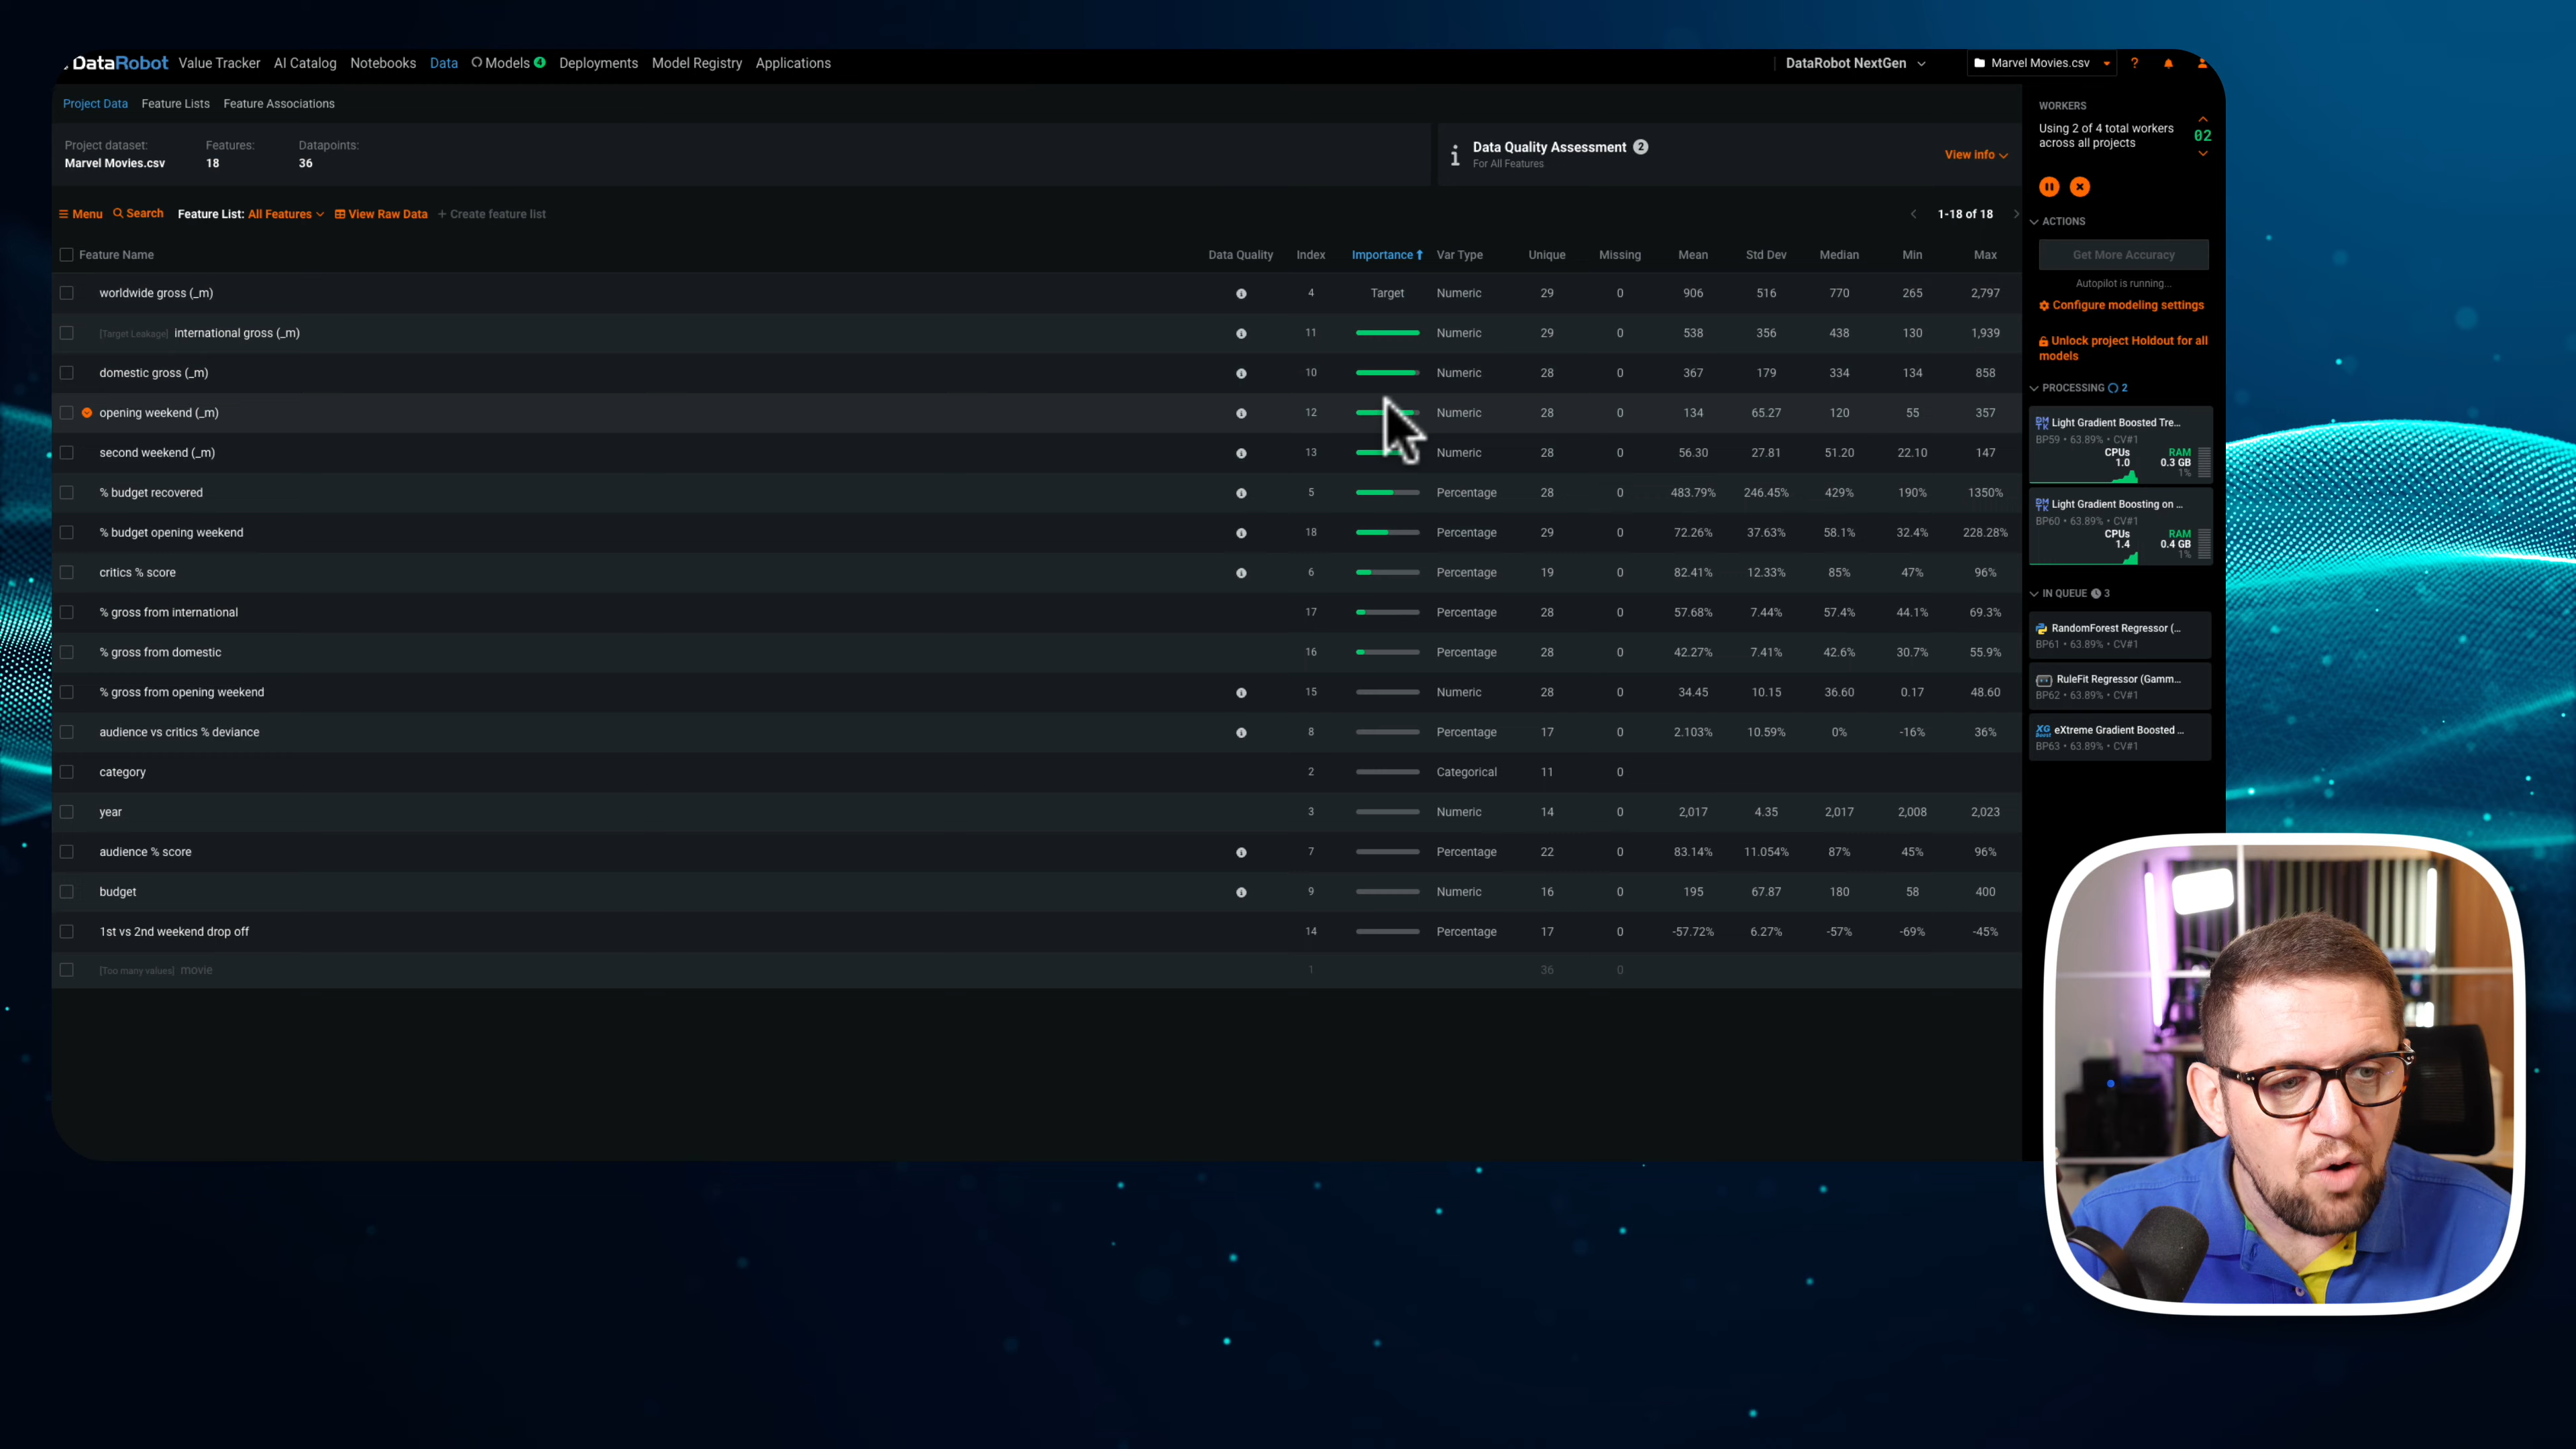 DataRobot Value Tracker AI Catalog Notebooks Data Models 4 Deployments Model Registry Applications DataRobot NextGen Marvel Movies.csv ?
Project Data Feature Lists Feature Associations
Project dataset: Features: Datapoints:
Marvel Movies.csv 18 36
Data Quality Assessment 2
For All Features
View info
Menu Search Feature List: All Features View Raw Data + Create feature list 1-18 of 18
Feature Name Data Quality Index Importance Var Type Unique Missing Mean Std Dev Median Min Max
worldwide gross (_m) 4 Target Numeric 29 0 906 516 770 265 2,797
[Target Leakage] international gross (_m) 11 Numeric 29 0 538 356 438 130 1,939
domestic gross (_m) 10 Numeric 28 0 367 179 334 134 858
opening weekend (_m) 12 Numeric 28 0 134 65.27 120 55 357
second weekend (_m) 13 Numeric 28 0 56.30 27.81 51.20 22.10 147
% budget recovered 5 Percentage 28 0 483.79% 246.45% 429% 190% 1350%
% budget opening weekend 18 Percentage 29 0 72.26% 37.63% 58.1% 32.4% 228.28%
critics % score 6 Percentage 19 0 82.41% 12.33% 85% 47% 96%
% gross from international 17 Percentage 28 0 57.68% 7.44% 57.4% 44.1% 69.3%
% gross from domestic 16 Percentage 28 0 42.27% 7.41% 42.6% 30.7% 55.9%
% gross from opening weekend 15 Numeric 28 0 34.45 10.15 36.60 0.17 48.60
audience vs critics % deviance 8 Percentage 17 0 2.103% 10.59% 0% -16% 36%
category 2 Categorical 11 0
year 3 Numeric 14 0 2,017 4.35 2,017 2,008 2,023
audience % score 7 Percentage 22 0 83.14% 11.054% 87% 45% 96%
budget 9 Numeric 16 0 195 67.87 180 58 400
1st vs 2nd weekend drop off 14 Percentage 17 0 -57.72% 6.27% -57% -69% -45%
[Too many values] movie 1 36 0
WORKERS
Using 2 of 4 total workers
across all projects
02
ACTIONS
Get More Accuracy
Autopilot is running...
Configure modeling settings
Unlock project Holdout for all
models
PROCESSING 2
Light Gradient Boosted Tre...
BP59 • 63.89% • CV#1
CPUs RAM
1.0 0.3 GB
1%
Light Gradient Boosting on ...
BP60 • 63.89% • CV#1
CPUs RAM
1.4 0.4 GB
1%
IN QUEUE 3
RandomForest Regressor (...
BP61 • 63.89% • CV#1
RuleFit Regressor (Gamm...
BP62 • 63.89% • CV#1
eXtreme Gradient Boosted ...
BP63 • 63.89% • CV#1